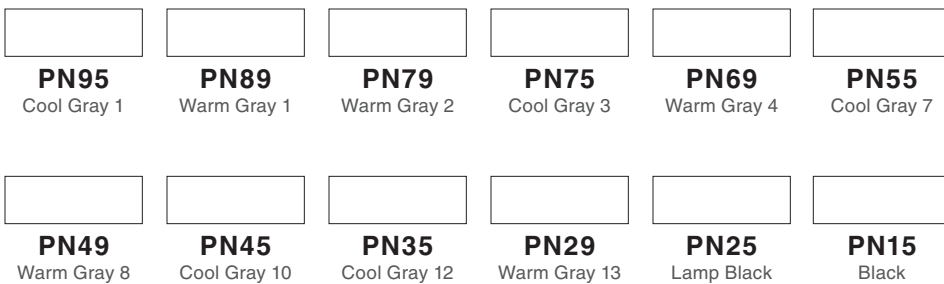 PN95 PN89 PN79 PN75 PN69 PN55
Cool Gray 1 Warm Gray 1 Warm Gray 2 Cool Gray 3 Warm Gray 4 Cool Gray 7
PN49 PN45 PN35 PN29 PN25 PN15
Warm Gray 8 Cool Gray 10 Cool Gray 12 Warm Gray 13 Lamp Black Black